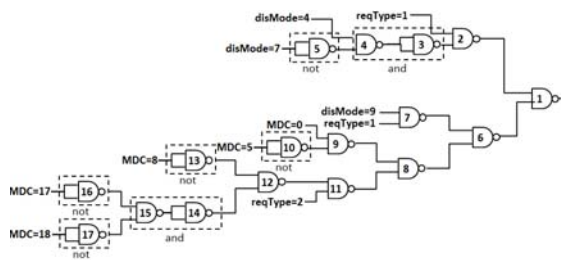 disMode=4
reqType=1
disMode=7
5
4
3
2
not
and
1
disMode=9
reqType=1
7
6
MDC=0
MDC=5
10
9
not
8
MDC=8
13
not
12
11
reqType=2
MDC=17
16
not
15
14
and
MDC=18
17
not